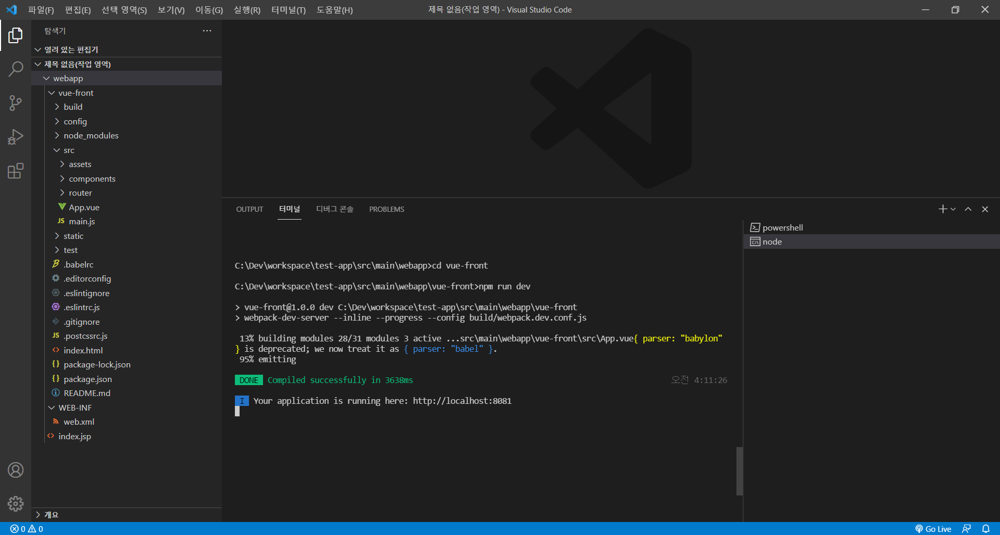 파일(F) 편집(E) 선택 영역(S) 보기(V) 이동(G) 실행(R) 터미널(T) 도움말(H) 제목 없음(작업 영역) - Visual Studio Code
탐색기
열려 있는 편집기
제목 없음(작업 영역)
webapp
vue-front
build
config
node_modules
src
assets
components
router
App.vue
JS main.js
static
test
.babelrc
.editorconfig
.eslintignore
.eslintrc.js
.gitignore
JS .postcssrc.js
index.html
package-lock.json
package.json
README.md
WEB-INF
web.xml
index.jsp
개요
OUTPUT 터미널 디버그 콘솔 PROBLEMS
powershell
node
C:\Dev\workspace\test-app\src\main\webapp>cd vue-front
C:\Dev\workspace\test-app\src\main\webapp\vue-front>npm run dev
> vue-front@1.0.0 dev C:\Dev\workspace\test-app\src\main\webapp\vue-front
> webpack-dev-server --inline --progress --config build/webpack.dev.conf.js
13% building modules 28/31 modules 3 active ...src\main\webapp\vue-front\src\App.vue{ parser: "babylon"
} is deprecated; we now treat it as { parser: "babel" }.
95% emitting
DONE Compiled successfully in 3638ms 오전 4:11:26
I Your application is running here: http://localhost:8081
0 0 Go Live